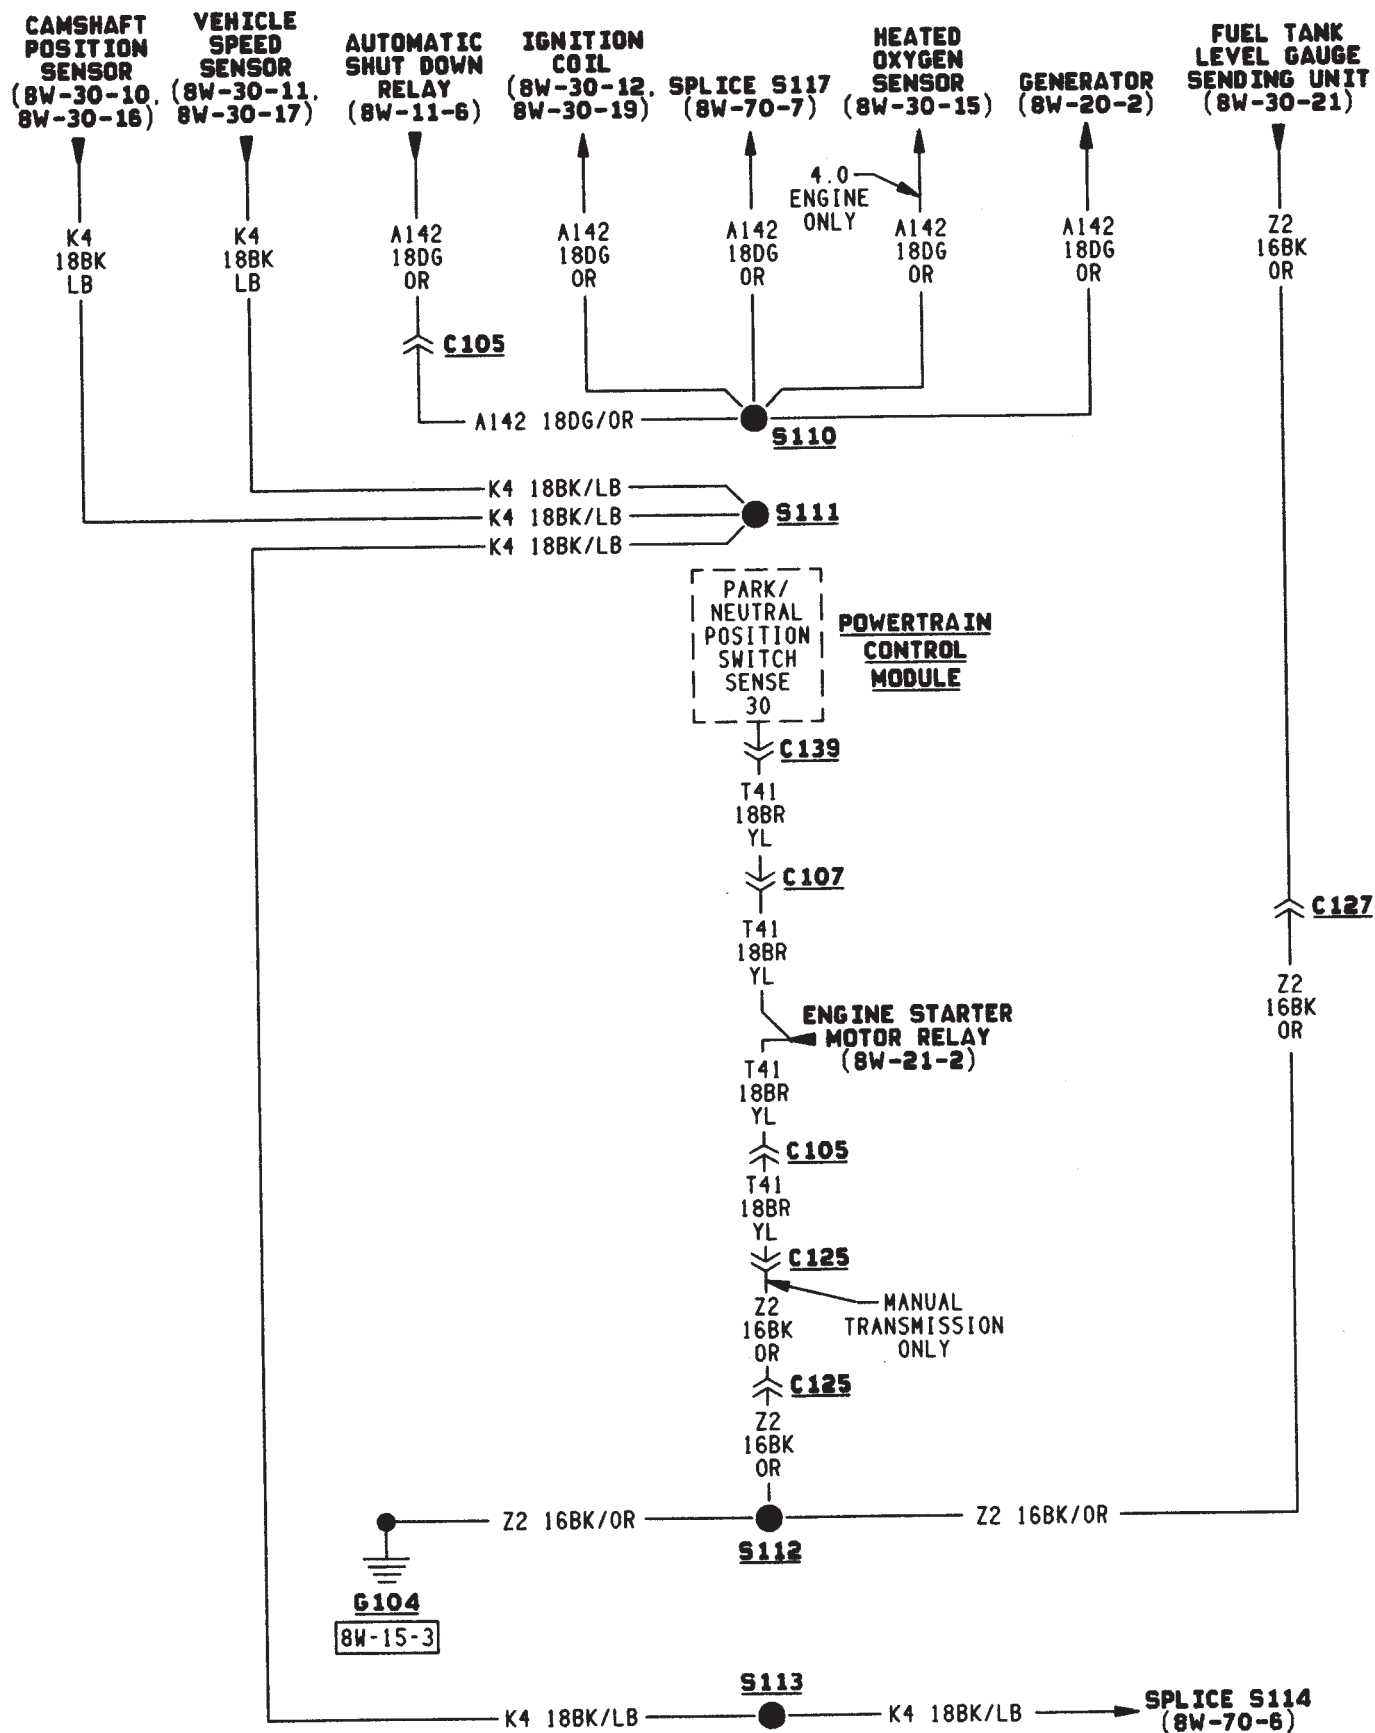 CAMSHAFT
POSITION
SENSOR
(8W-30-10,
8W-30-16)
VEHICLE
SPEED
SENSOR
(8W-30-11,
8W-30-17)
AUTOMATIC
SHUT DOWN
RELAY
(8W-11-6)
IGNITION
COIL
(8W-30-12,
8W-30-19)
SPLICE S117
(8W-70-7)
HEATED
OXYGEN
SENSOR
(8W-30-15)
GENERATOR
(8W-20-2)
FUEL TANK
LEVEL GAUGE
SENDING UNIT
(8W-30-21)
4.0
ENGINE
ONLY
K4
18BK
LB
K4
18BK
LB
A142
18DG
OR
A142
18DG
OR
A142
18DG
OR
A142
18DG
OR
A142
18DG
OR
Z2
16BK
OR
C105
A142 18DG/OR
S110
K4 18BK/LB
K4 18BK/LB
S111
K4 18BK/LB
PARK/
NEUTRAL
POSITION
SWITCH
SENSE
30
POWERTRAIN
CONTROL
MODULE
C139
T41
18BR
YL
C107
C127
T41
18BR
YL
Z2
16BK
OR
ENGINE STARTER
MOTOR RELAY
(8W-21-2)
T41
18BR
YL
C105
T41
18BR
YL
C125
MANUAL
TRANSMISSION
ONLY
Z2
16BK
OR
C125
Z2
16BK
OR
Z2 16BK/OR
Z2 16BK/OR
S112
G104
8W-15-3
S113
K4 18BK/LB
K4 18BK/LB
SPLICE S114
(8W-70-6)